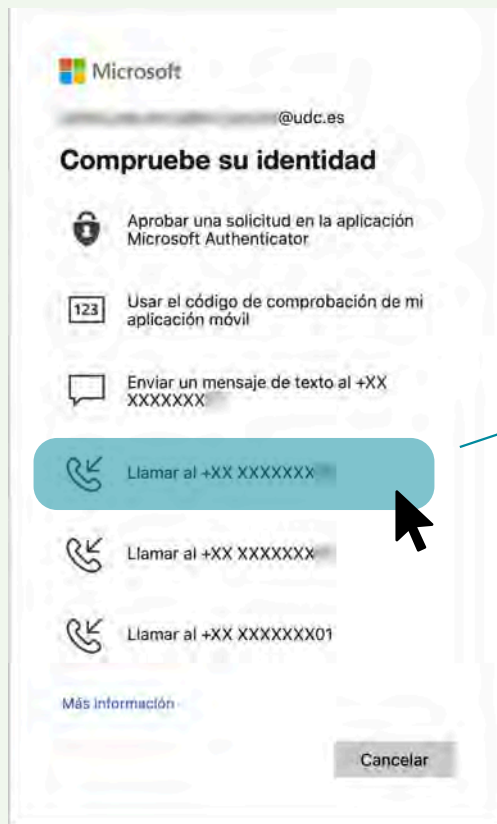 Microsoft
@udc.es
Compruebe su identidad
Aprobar una solicitud en la aplicación
Microsoft Authenticator
123
Usar el código de comprobación de mi
aplicación móvil
Enviar un mensaje de texto al +XX
XXXXXXX
Llamar al +XX XXXXXXX
Llamar al +XX XXXXXXX
Llamar al +XX XXXXXXX01
Más información
Cancelar